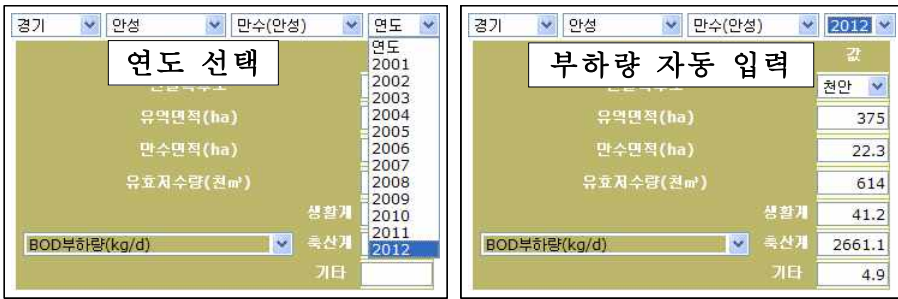 경기 안성 만수(안성) 연도
연도
연도 선택
2001
2002
2003
2004
유역면적(ha)
2005
만수면적(ha)
2006
2007
유효저수량(천㎥)
2008
2009
생활계
2010
2011
BOD부하량(kg/d) 축산계
2012
기타
경기 안성 만수(안성) 2012
값
부하량 자동 입력
천안
유역면적(ha) 375
만수면적(ha) 22.3
유효저수량(천㎥) 614
생활계 41.2
BOD부하량(kg/d) 축산계 2661.1
기타 4.9